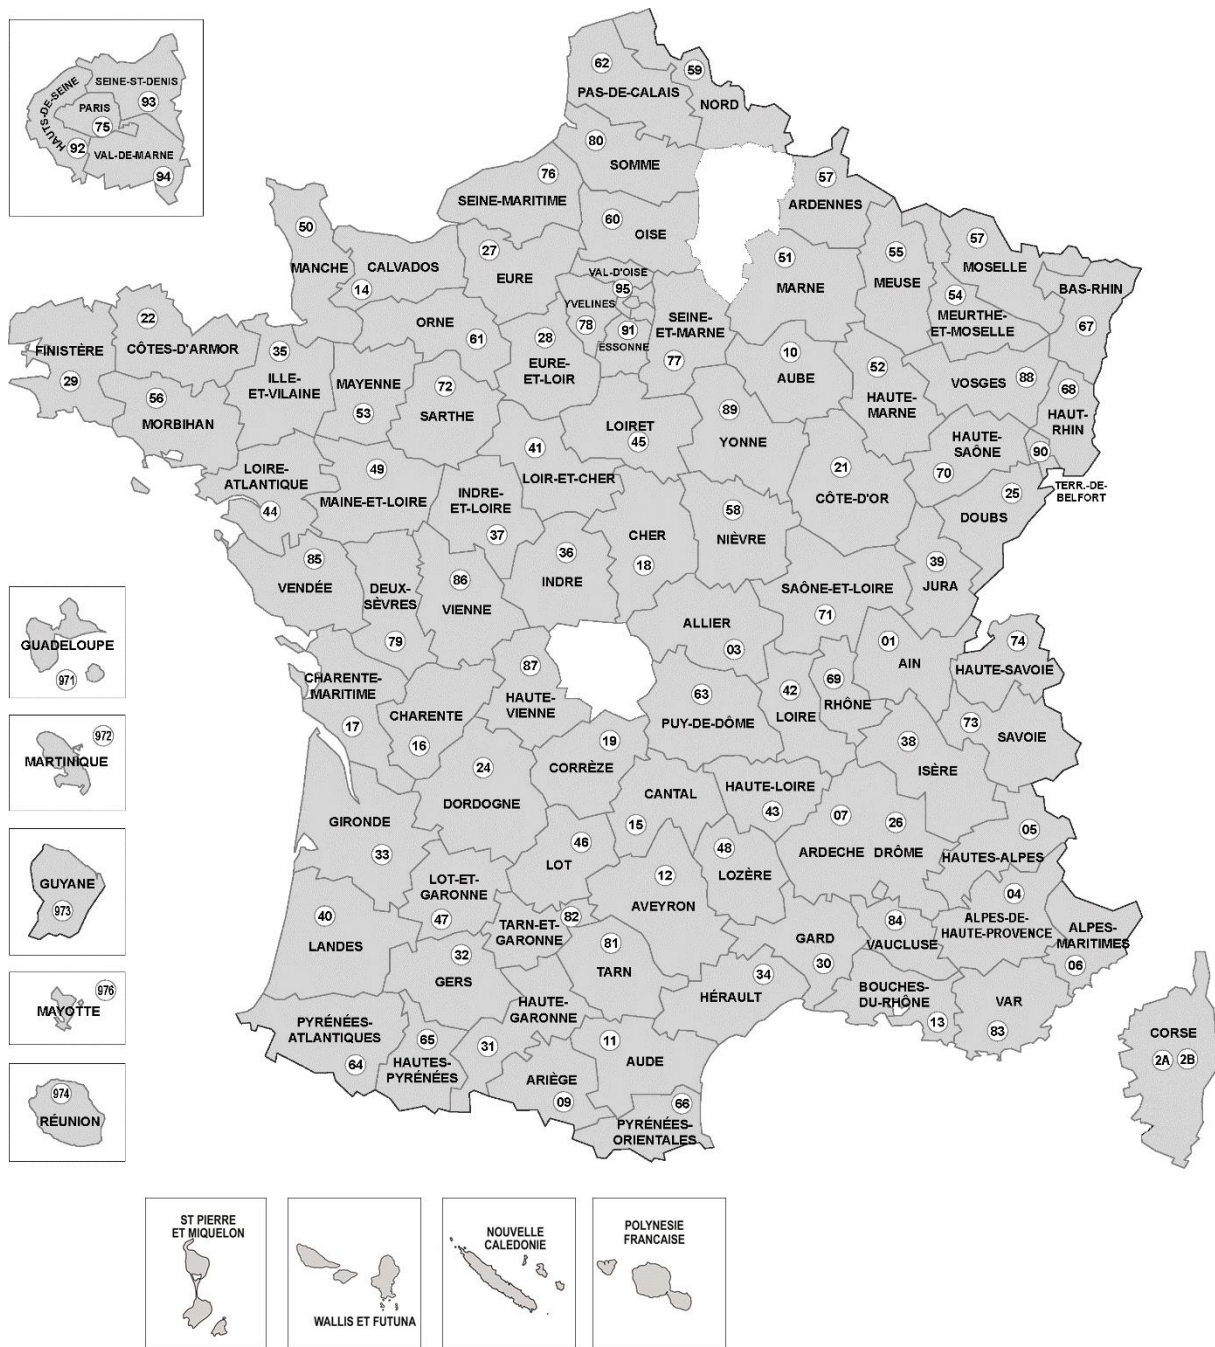 HAUTS-DE-SEINE
92
SEINE-ST-DENIS
93
PARIS
75
VAL-DE-MARNE
94
62
PAS-DE-CALAIS
59
NORD
80
SOMME
76
SEINE-MARITIME
60
OISE
57
ARDENNES
50
MANCHE
CALVADOS
14
27
EURE
VAL-D'OISE
95
YVELINES
78
91
ESSONNE
SEINE-
ET-MARNE
77
51
MARNE
55
MEUSE
57
MOSELLE
54
MEURTHE-
ET-MOSELLE
BAS-RHIN
67
22
CÔTES-D'ARMOR
FINISTÈRE
29
35
ILLE-
ET-VILAINE
56
MORBIHAN
ORNE
61
MAYENNE
53
72
SARTHE
28
EURE-
ET-LOIR
10
AUBE
52
HAUTE-
MARNE
VOSGES
88
68
HAUT-
RHIN
89
YONNE
LOIRET
45
41
LOIR-ET-CHER
LOIRE-
ATLANTIQUE
44
49
MAINE-ET-LOIRE
INDRE-
ET-LOIRE
37
HAUTE-
SAÔNE
70
90
TERR.-DE-
BELFORT
21
CÔTE-D'OR
25
DOUBS
58
NIÈVRE
CHER
18
36
INDRE
85
VENDÉE
DEUX-
SÈVRES
79
86
VIENNE
39
JURA
SAÔNE-ET-LOIRE
71
ALLIER
03
01
AIN
74
HAUTE-SAVOIE
87
HAUTE-
VIENNE
CHARENTE-
MARITIME
17
CHARENTE
16
63
PUY-DE-DÔME
42
LOIRE
69
RHÔNE
73
SAVOIE
38
ISÈRE
19
CORRÈZE
24
DORDOGNE
CANTAL
15
HAUTE-LOIRE
43
07
ARDECHE
26
DRÔME
05
HAUTES-ALPES
GIRONDE
33
46
LOT
48
LOZÈRE
12
AVEYRON
LOT-ET-
GARONNE
47
82
TARN-ET-
GARONNE
04
ALPES-DE-
HAUTE-PROVENCE
ALPES-
MARITIMES
06
84
VAUCLUSE
GARD
30
40
LANDES
32
GERS
81
TARN
34
HÉRAULT
BOUCHES-
DU-RHÔNE
13
VAR
83
HAUTE-
GARONNE
31
PYRÉNÉES-
ATLANTIQUES
64
65
HAUTES-
PYRÉNÉES
ARIÈGE
09
11
AUDE
66
PYRÉNÉES-
ORIENTALES
CORSE
2A
2B
GUADELOUPE
971
972
MARTINIQUE
GUYANE
973
976
MAYOTTE
974
RÉUNION
ST PIERRE
ET MIQUELON
WALLIS ET FUTUNA
NOUVELLE
CALEDONIE
POLYNESIE
FRANCAISE